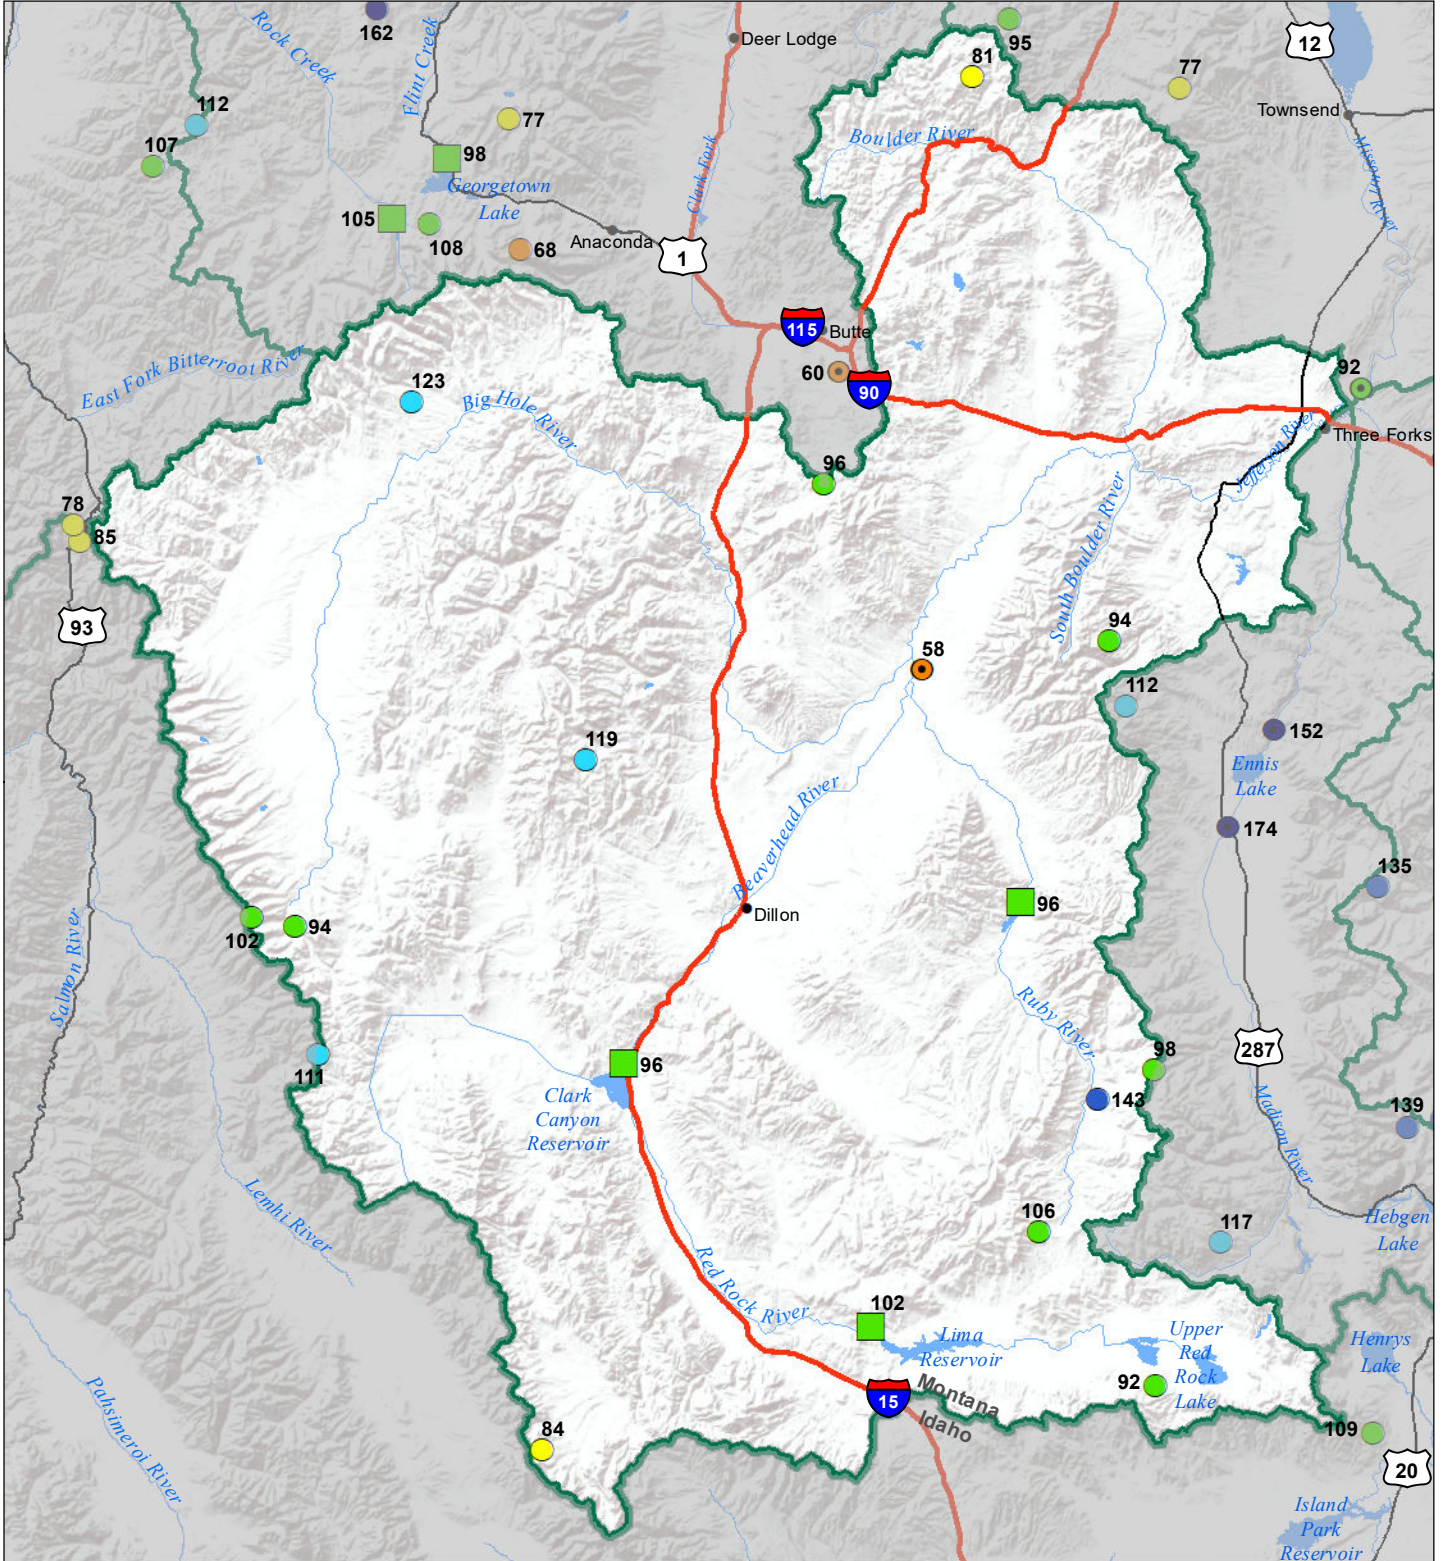 162
Rock Creek
Flint Creek
Deer Lodge
95
81
77
12
Townsend
112
107
77
98
Georgetown
Lake
Clark Fork
Boulder River
Missouri River
105
108
68
Anaconda
1
115
Butte
60
90
92
Three Forks
Jefferson River
East Fork Bitterroot River
123
Big Hole River
96
78
85
93
South Boulder River
94
58
112
152
Ennis
Lake
174
135
119
Beaverhead River
Dillon
96
102
94
Salmon River
Ruby River
111
96
Clark
Canyon
Reservoir
98
143
287
Madison River
139
Lemhi River
106
117
Hebgen
Lake
Red Rock River
102
Lima
Reservoir
Upper
Red
Rock
Lake
92
Henrys
Lake
15
Montana
Idaho
109
84
Pahsimeroi River
20
Island
Park
Reservoir